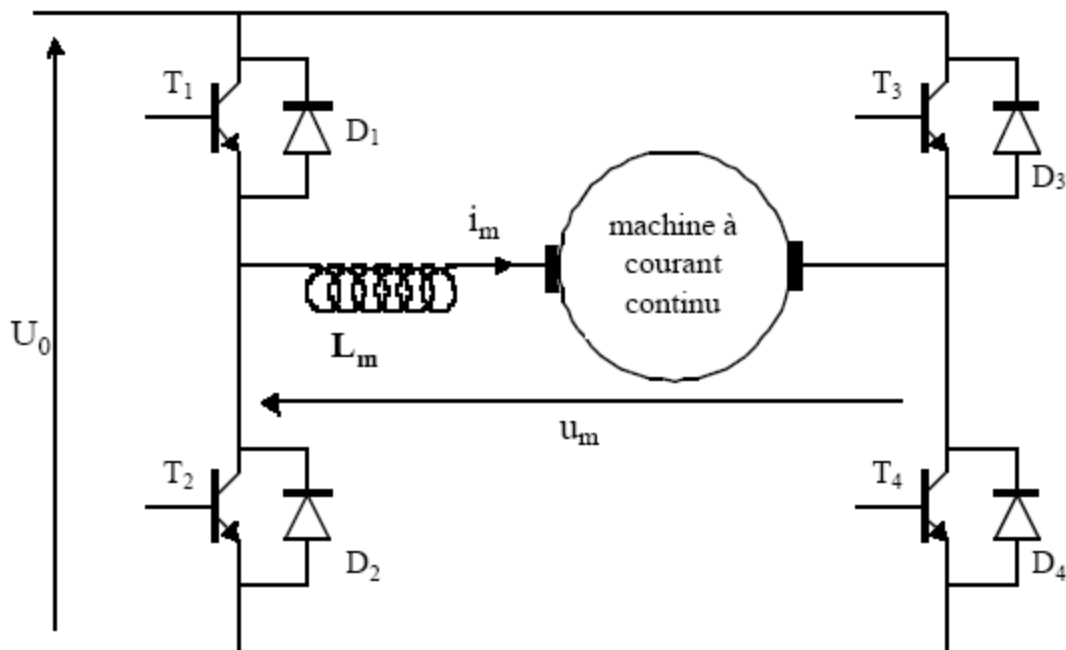 T₁
D₁
T₃
D₃
iₘ
machine à
courant
continu
U₀
Lₘ
uₘ
T₂
D₂
T₄
D₄